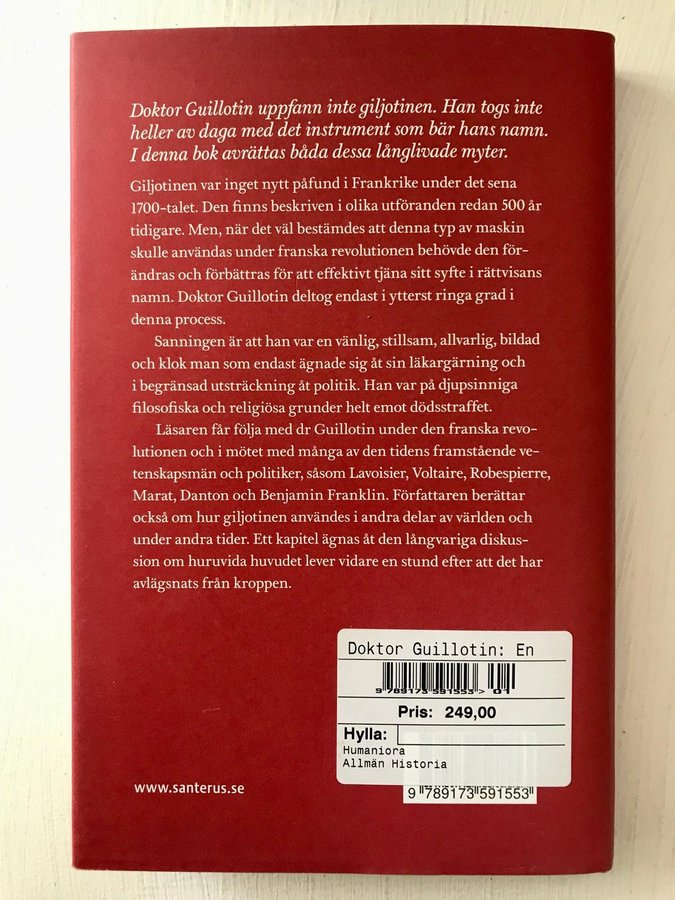 Doktor Guillotin uppfann inte giljotinen. Han togs inte
heller av daga med det instrument som bär hans namn.
I denna bok avrättas båda dessa långlivade myter.
Giljotinen var inget nytt påfund i Frankrike under det sena
1700-talet. Den finns beskriven i olika utföranden redan 500 år
tidigare. Men, när det väl bestämdes att denna typ av maskin
skulle användas under franska revolutionen behövde den för-
ändras och förbättras för att effektivt tjäna sitt syfte i rättvisans
namn. Doktor Guillotin deltog endast i ytterst ringa grad i
denna process.
Sanningen är att han var en vänlig, stillsam, allvarlig, bildad
och klok man som endast ägnade sig åt sin läkargärning och
i begränsad utsträckning åt politik. Han var på djupsinniga
filosofiska och religiösa grunder helt emot dödsstraffet.
Läsaren får följa med dr Guillotin under den franska revo-
lutionen och i mötet med många av den tidens framstående ve-
tenskapsmän och politiker, såsom Lavoisier, Voltaire, Robespierre,
Marat, Danton och Benjamin Franklin. Författaren berättar
också om hur giljotinen användes i andra delar av världen och
under andra tider. Ett kapitel ägnas åt den långvariga diskus-
sion om huruvida huvudet lever vidare en stund efter att det har
avlägsnats från kroppen.
Doktor Guillotin: En
9 789173 591553 > 01
Pris: 249,00
Hylla:
Humaniora
Allmän Historia
www.santerus.se
9 789173 591553